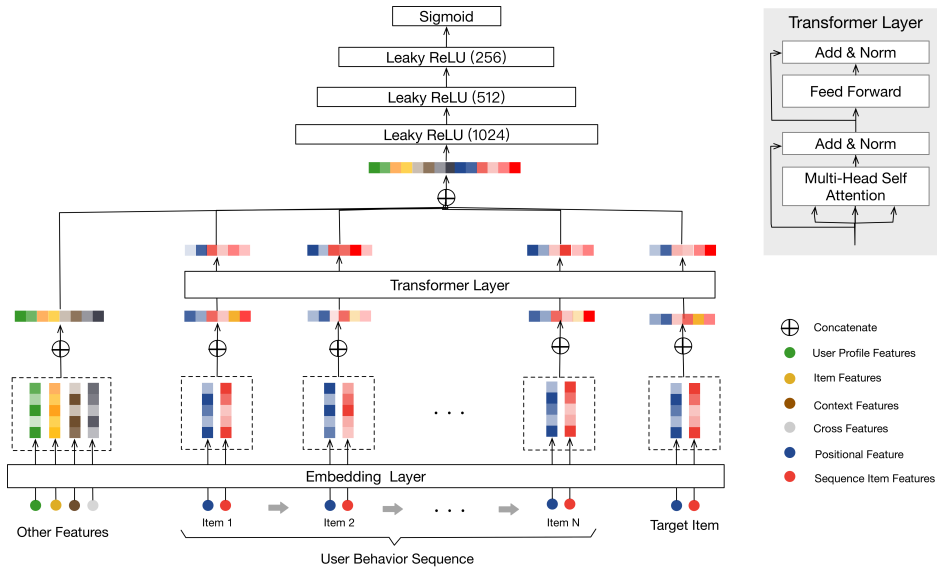 Sigmoid
Leaky ReLU (256)
Leaky ReLU (512)
Leaky ReLU (1024)
Transformer Layer
Embedding Layer
. . .
Item 1
Item 2
. . .
Item N
Other Features
Target Item
User Behavior Sequence
Transformer Layer
Add & Norm
Feed Forward
Add & Norm
Multi-Head Self
Attention
Concatenate
User Profile Features
Item Features
Context Features
Cross Features
Positional Feature
Sequence Item Features